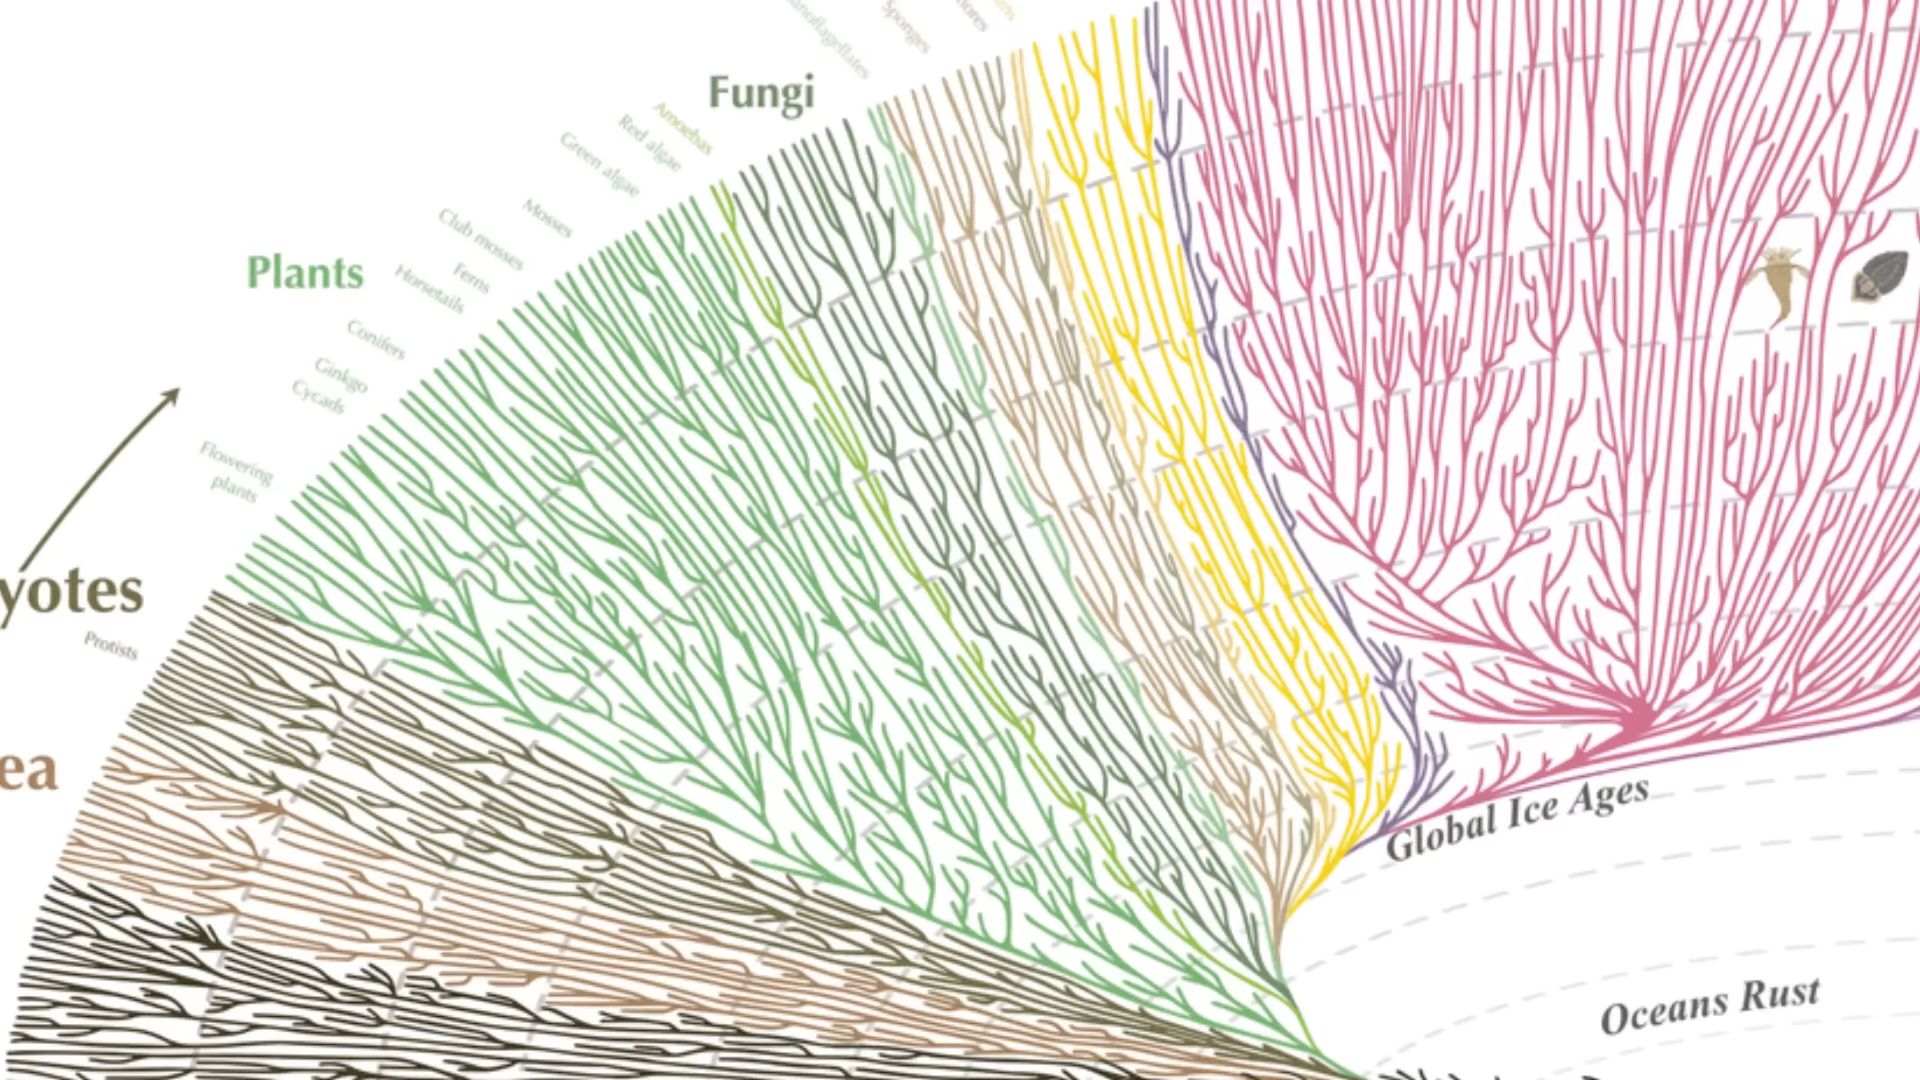 Sponges
Fungi
Amoebas
Red algae
Green algae
Mosses
Club mosses
Ferns
Horsetails
Plants
Conifers
Ginkgo
Cycads
Flowering
plants
yotes
Protists
ea
Global Ice Ages
Oceans Rust